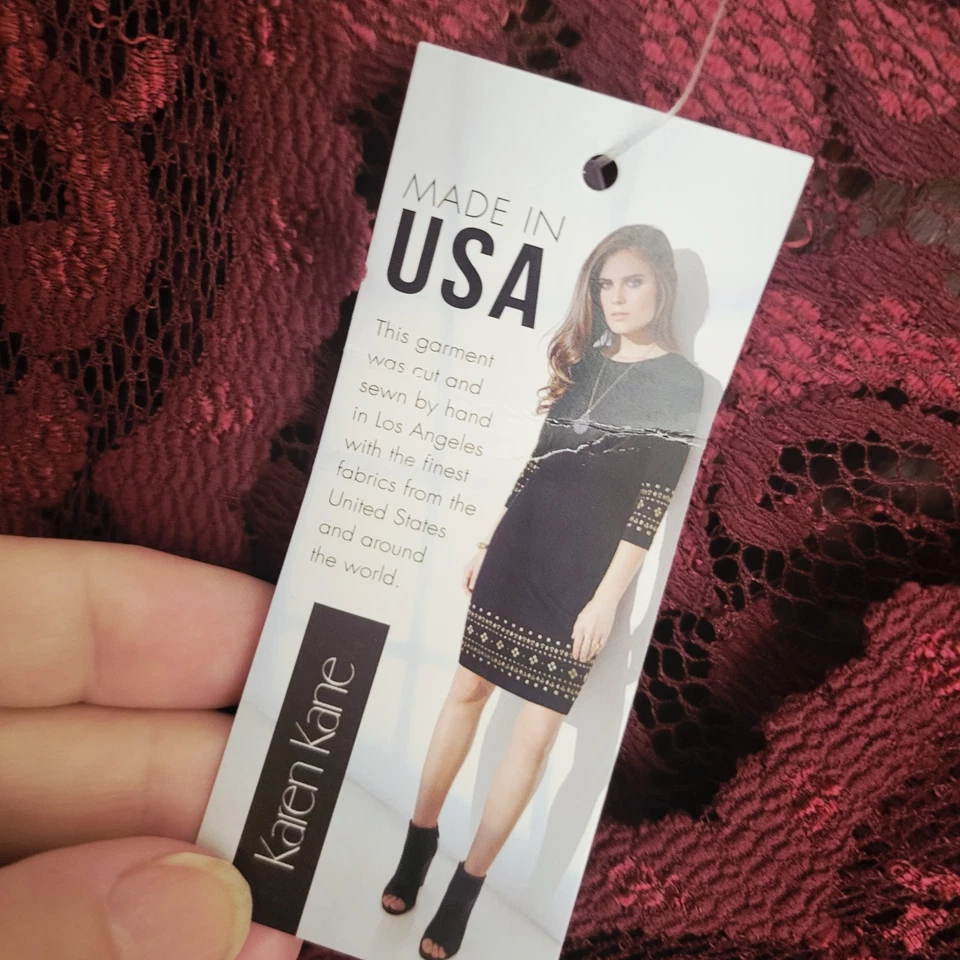 MADE IN
USA
This garment
was cut and
sewn by hand
in Los Angeles
with the finest
fabrics from the
United States
and around
the world.
Karen Kane